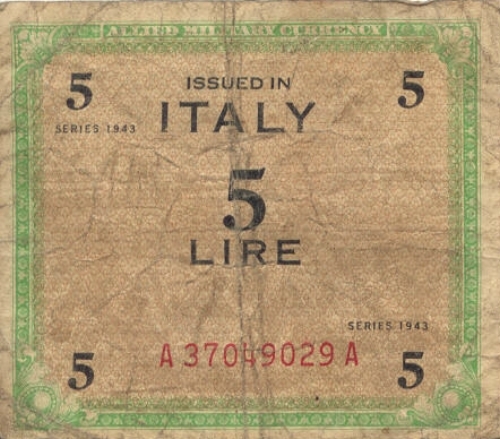 ALLIED MILITARY CURRENCY
5 ISSUED IN 5
SERIES 1943 ITALY
5
LIRE
SERIES 1943
5 A 37049029 A 5